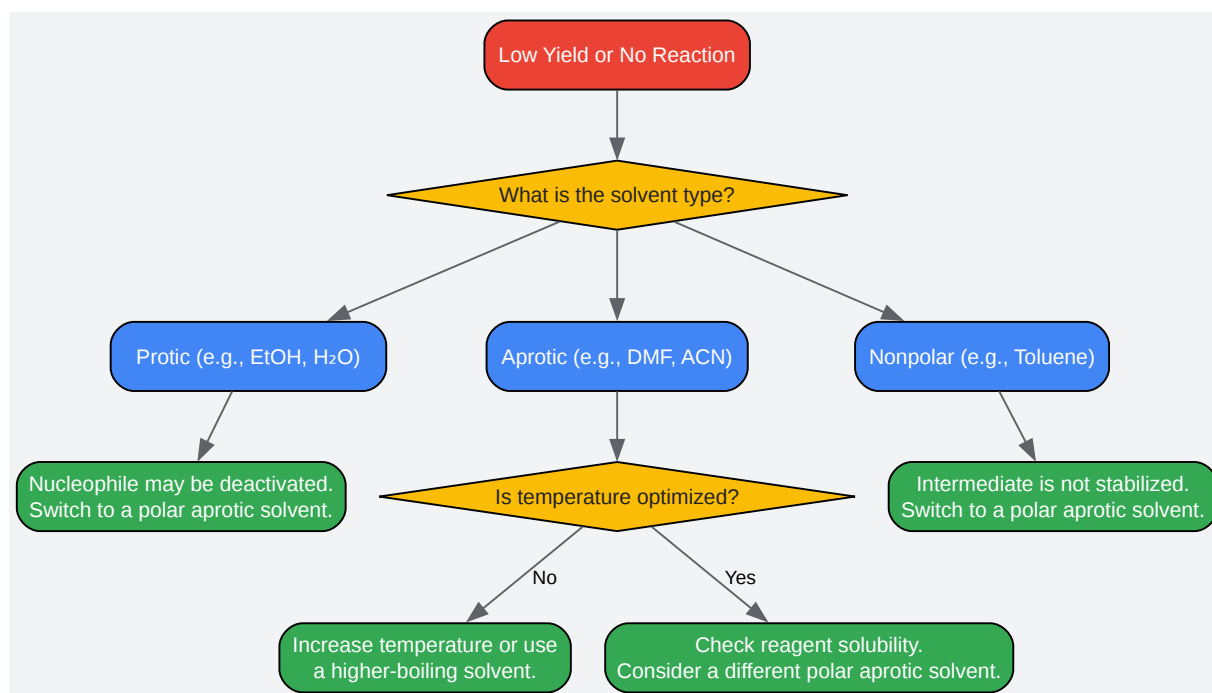 Low Yield or No Reaction
What is the solvent type?
Protic (e.g., EtOH, H₂O)
Aprotic (e.g., DMF, ACN)
Nonpolar (e.g., Toluene)
Nucleophile may be deactivated.
Switch to a polar aprotic solvent.
Is temperature optimized?
Intermediate is not stabilized.
Switch to a polar aprotic solvent.
No
Yes
Increase temperature or use
a higher-boiling solvent.
Check reagent solubility.
Consider a different polar aprotic solvent.